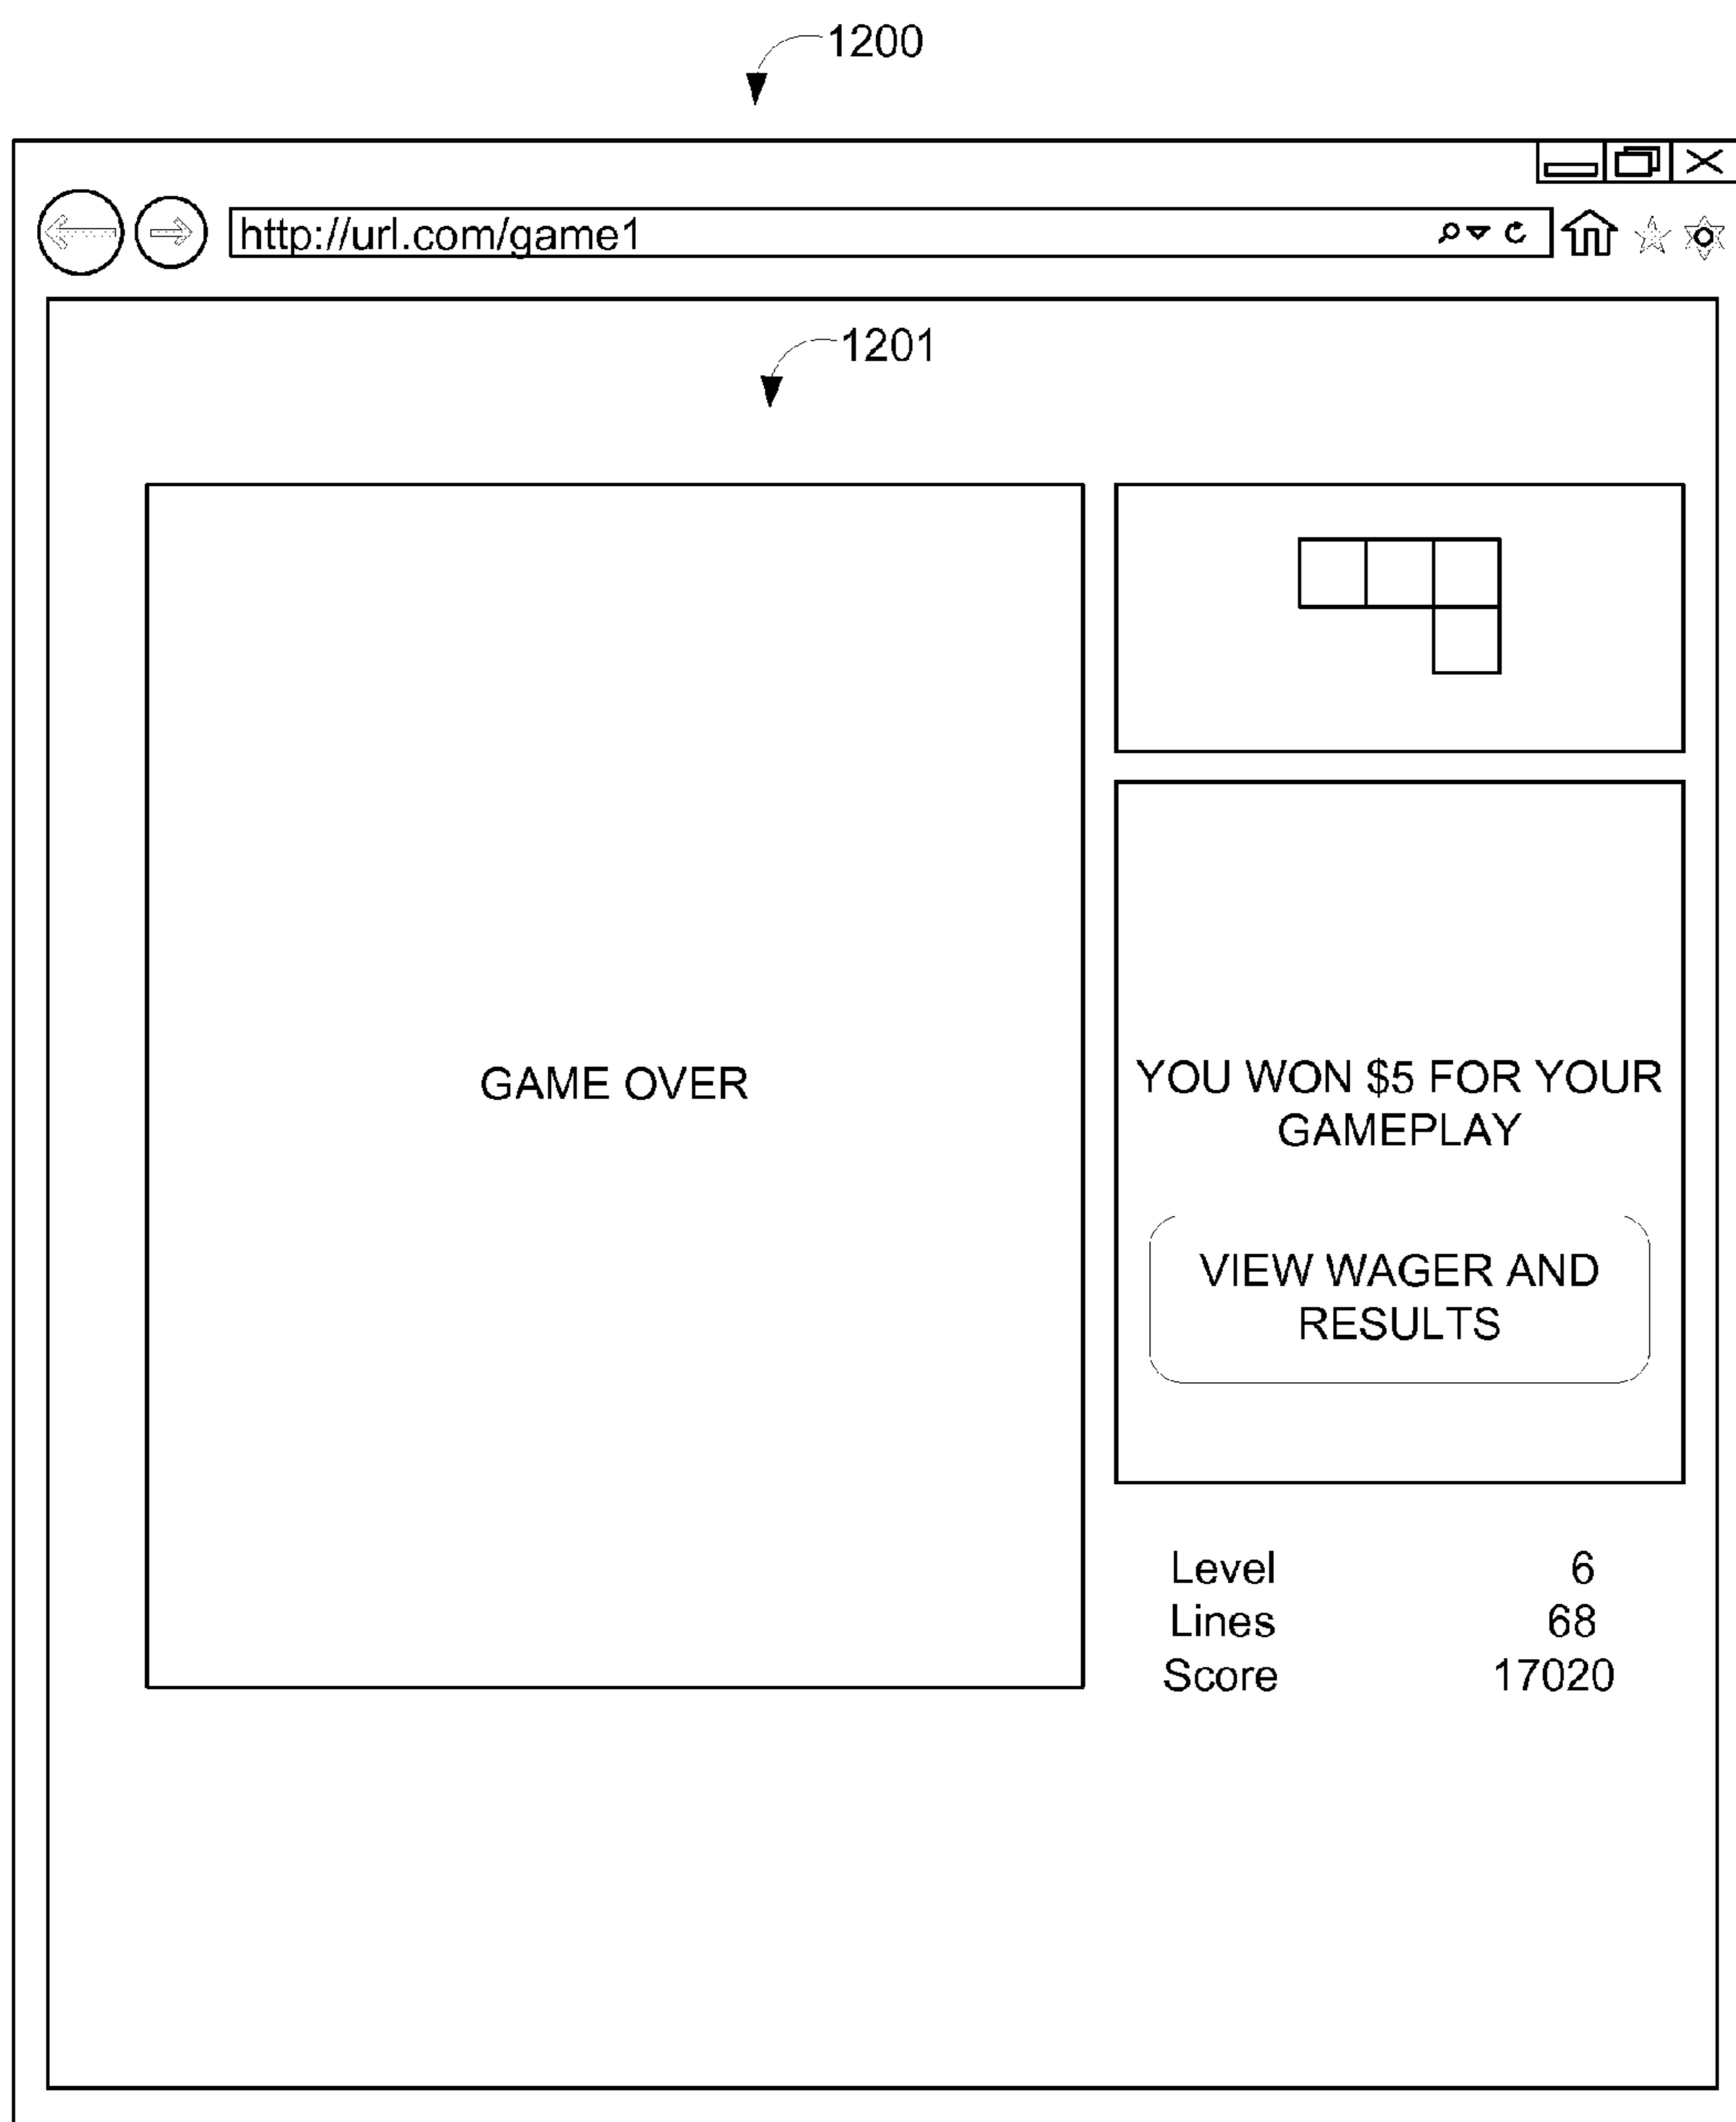 1200
http://url.com/game1
1201
GAME OVER
YOU WON $5 FOR YOUR
GAMEPLAY
VIEW WAGER AND
RESULTS
Level 6
Lines 68
Score 17020